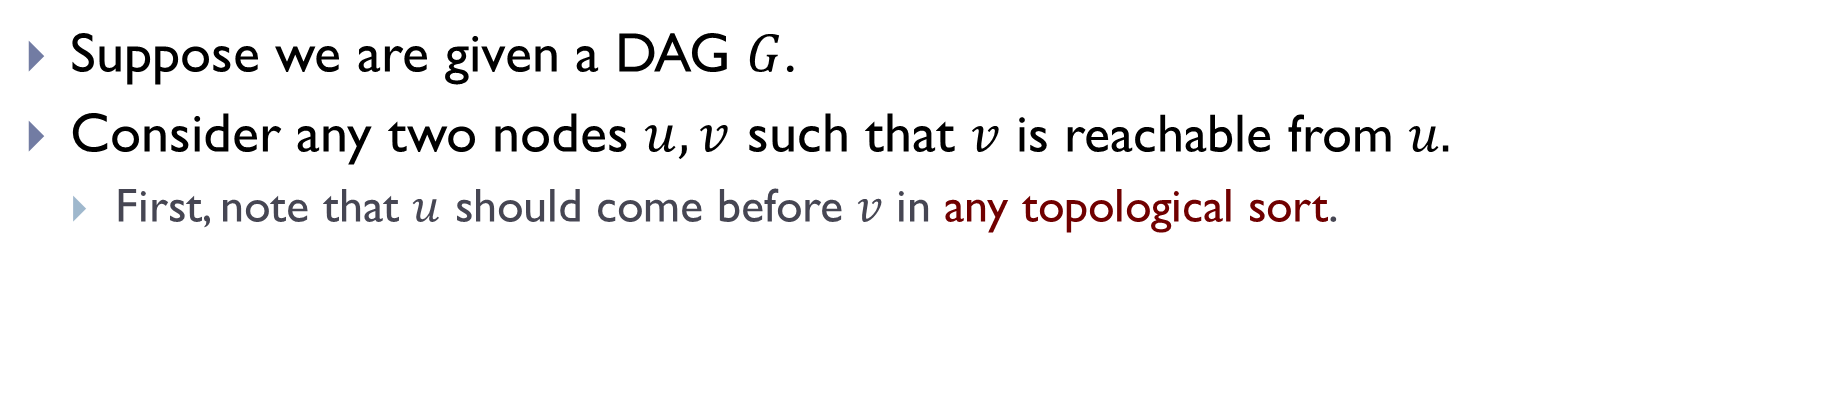 Suppose we are given a DAG 𝐺.
Consider any two nodes 𝑢, 𝑣 such that 𝑣 is reachable from 𝑢.
First, note that 𝑢 should come before 𝑣 in any topological sort.